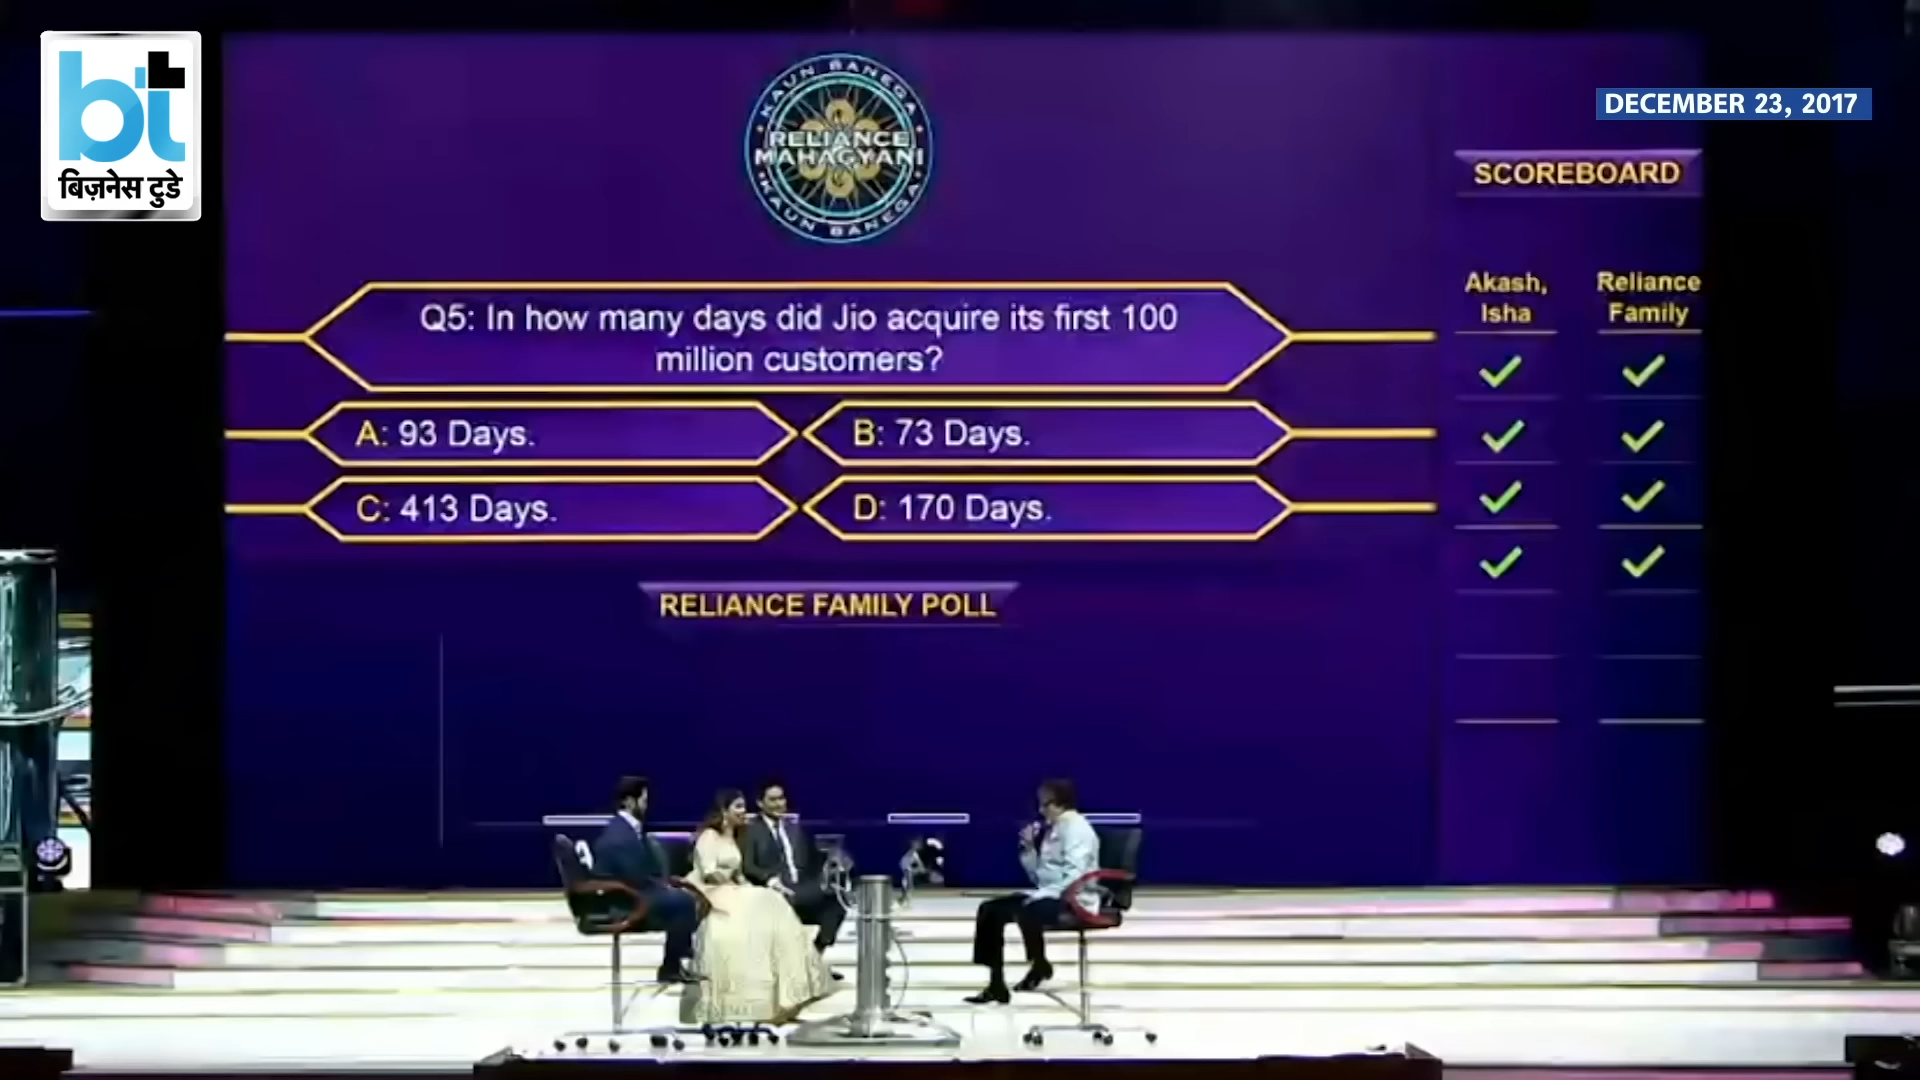 bt
बिज़नेस टुडे
DECEMBER 23, 2017
KAUN BANEGA
RELIANCE
MAHAGYANI
KAUN BANEGA
SCOREBOARD
Akash,
Isha
Reliance
Family
Q5: In how many days did Jio acquire its first 100
million customers?
A: 93 Days.
B: 73 Days.
C: 413 Days.
D: 170 Days.
RELIANCE FAMILY POLL